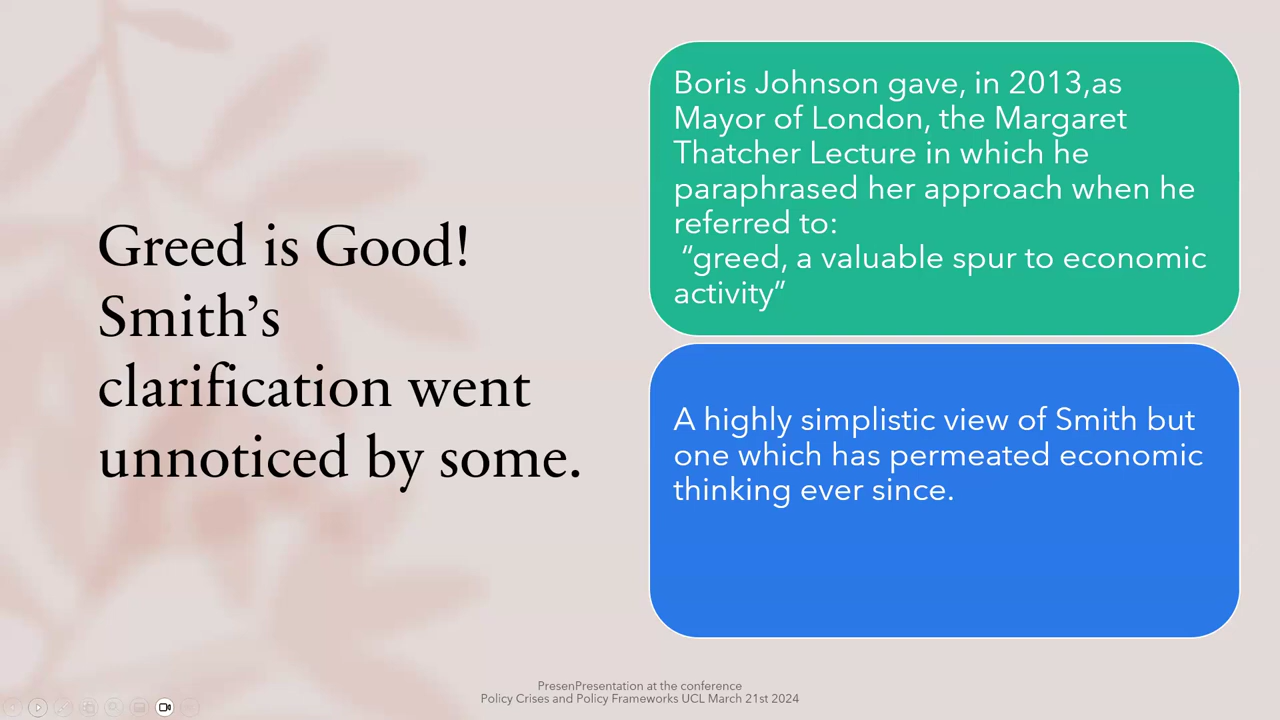 Greed is Good!
Smith’s
clarification went
unnoticed by some.
Boris Johnson gave, in 2013,as
Mayor of London, the Margaret
Thatcher Lecture in which he
paraphrased her approach when he
referred to:
“greed, a valuable spur to economic
activity”
A highly simplistic view of Smith but
one which has permeated economic
thinking ever since.
PresenPresentation at the conference
Policy Crises and Policy Frameworks UCL March 21st 2024